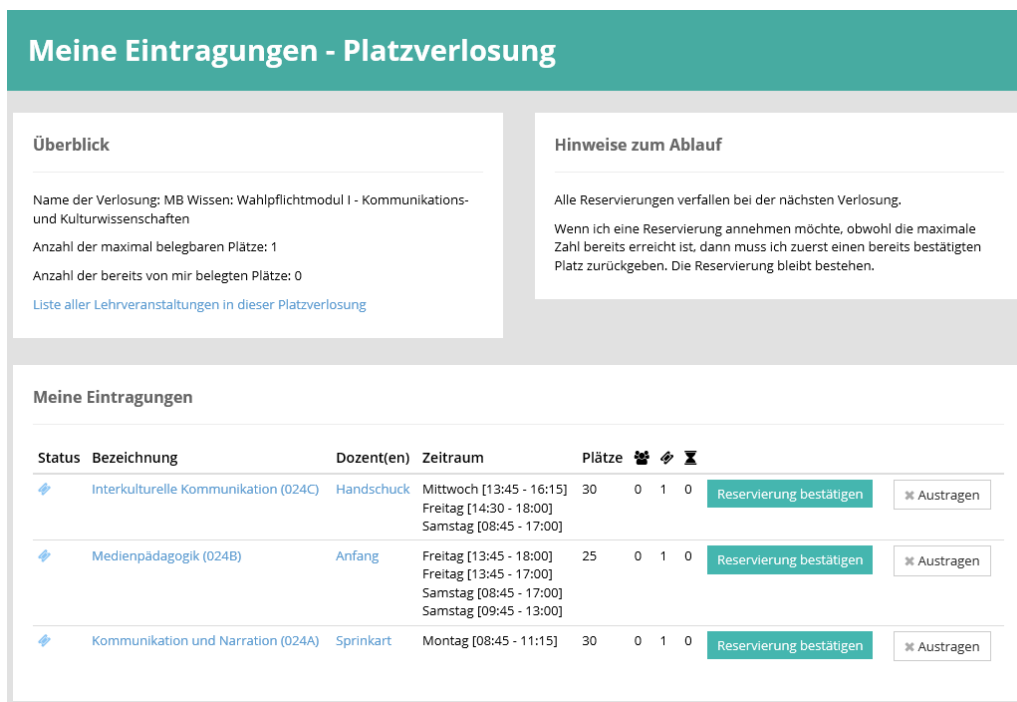 Meine Eintragungen - Platzverlosung
Überblick
Name der Verlosung: MB Wissen: Wahlpflichtmodul I - Kommunikations-
und Kulturwissenschaften
Anzahl der maximal belegbaren Plätze: 1
Anzahl der bereits von mir belegten Plätze: 0
Liste aller Lehrveranstaltungen in dieser Platzverlosung
Hinweise zum Ablauf
Alle Reservierungen verfallen bei der nächsten Verlosung.
Wenn ich eine Reservierung annehmen möchte, obwohl die maximale
Zahl bereits erreicht ist, dann muss ich zuerst einen bereits bestätigten
Platz zurückgeben. Die Reservierung bleibt bestehen.
Meine Eintragungen
Status Bezeichnung Dozent(en) Zeitraum Plätze
Interkulturelle Kommunikation (024C) Handschuck Mittwoch [13:45 - 16:15] 30 0 1 0 Reservierung bestätigen Austragen
Freitag [14:30 - 18:00]
Samstag [08:45 - 17:00]
Medienpädagogik (024B) Anfang Freitag [13:45 - 18:00] 25 0 1 0 Reservierung bestätigen Austragen
Freitag [13:45 - 17:00]
Samstag [08:45 - 17:00]
Samstag [09:45 - 13:00]
Kommunikation und Narration (024A) Sprinkart Montag [08:45 - 11:15] 30 0 1 0 Reservierung bestätigen Austragen